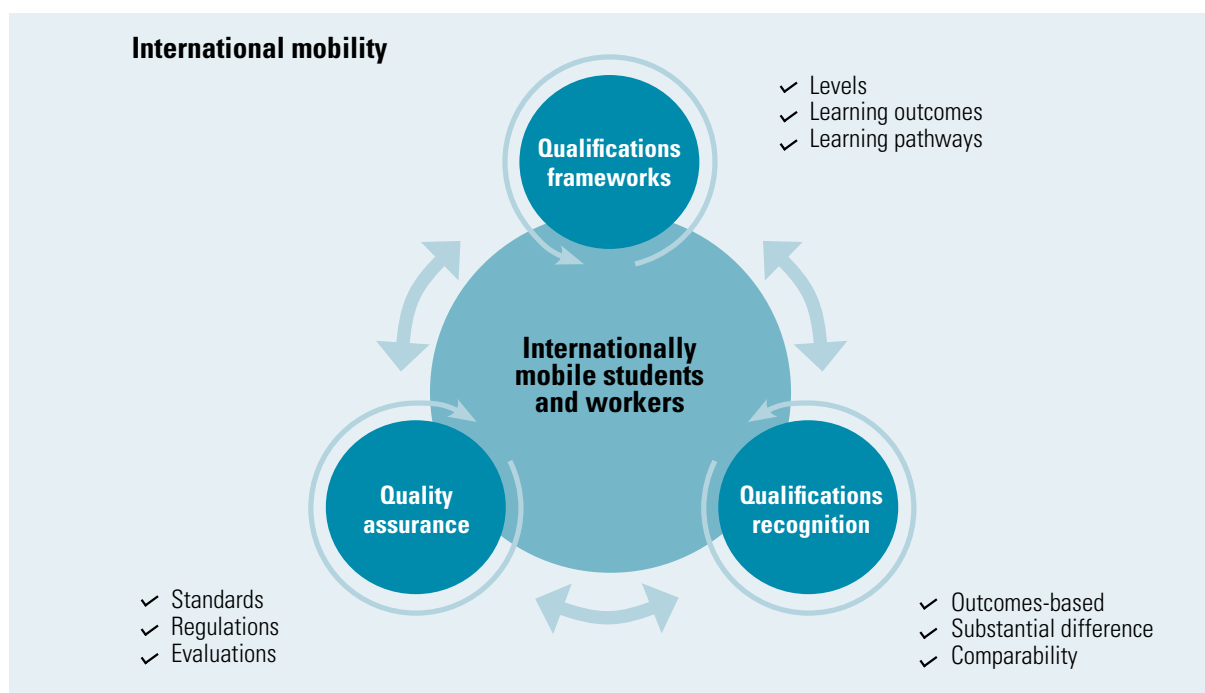 International mobility
Levels
Learning outcomes
Learning pathways
Qualifications
frameworks
Internationally
mobile students
and workers
Quality
assurance
Qualifications
recognition
Standards
Regulations
Evaluations
Outcomes-based
Substantial difference
Comparability